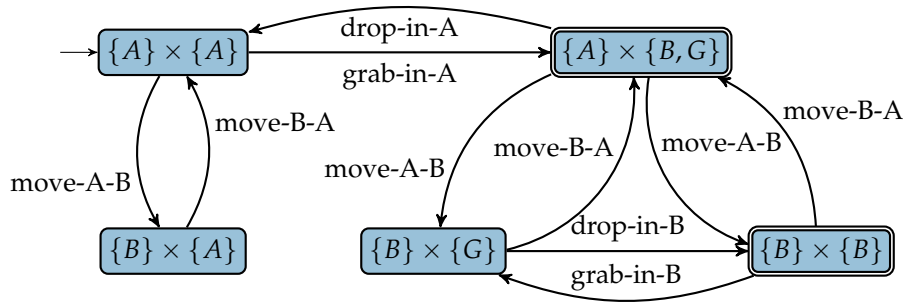 drop-in-A
{A} × {A}
{A} × {B, G}
grab-in-A
move-B-A
move-B-A
move-A-B
move-B-A
move-A-B
move-A-B
drop-in-B
{B} × {A}
{B} × {G}
{B} × {B}
grab-in-B